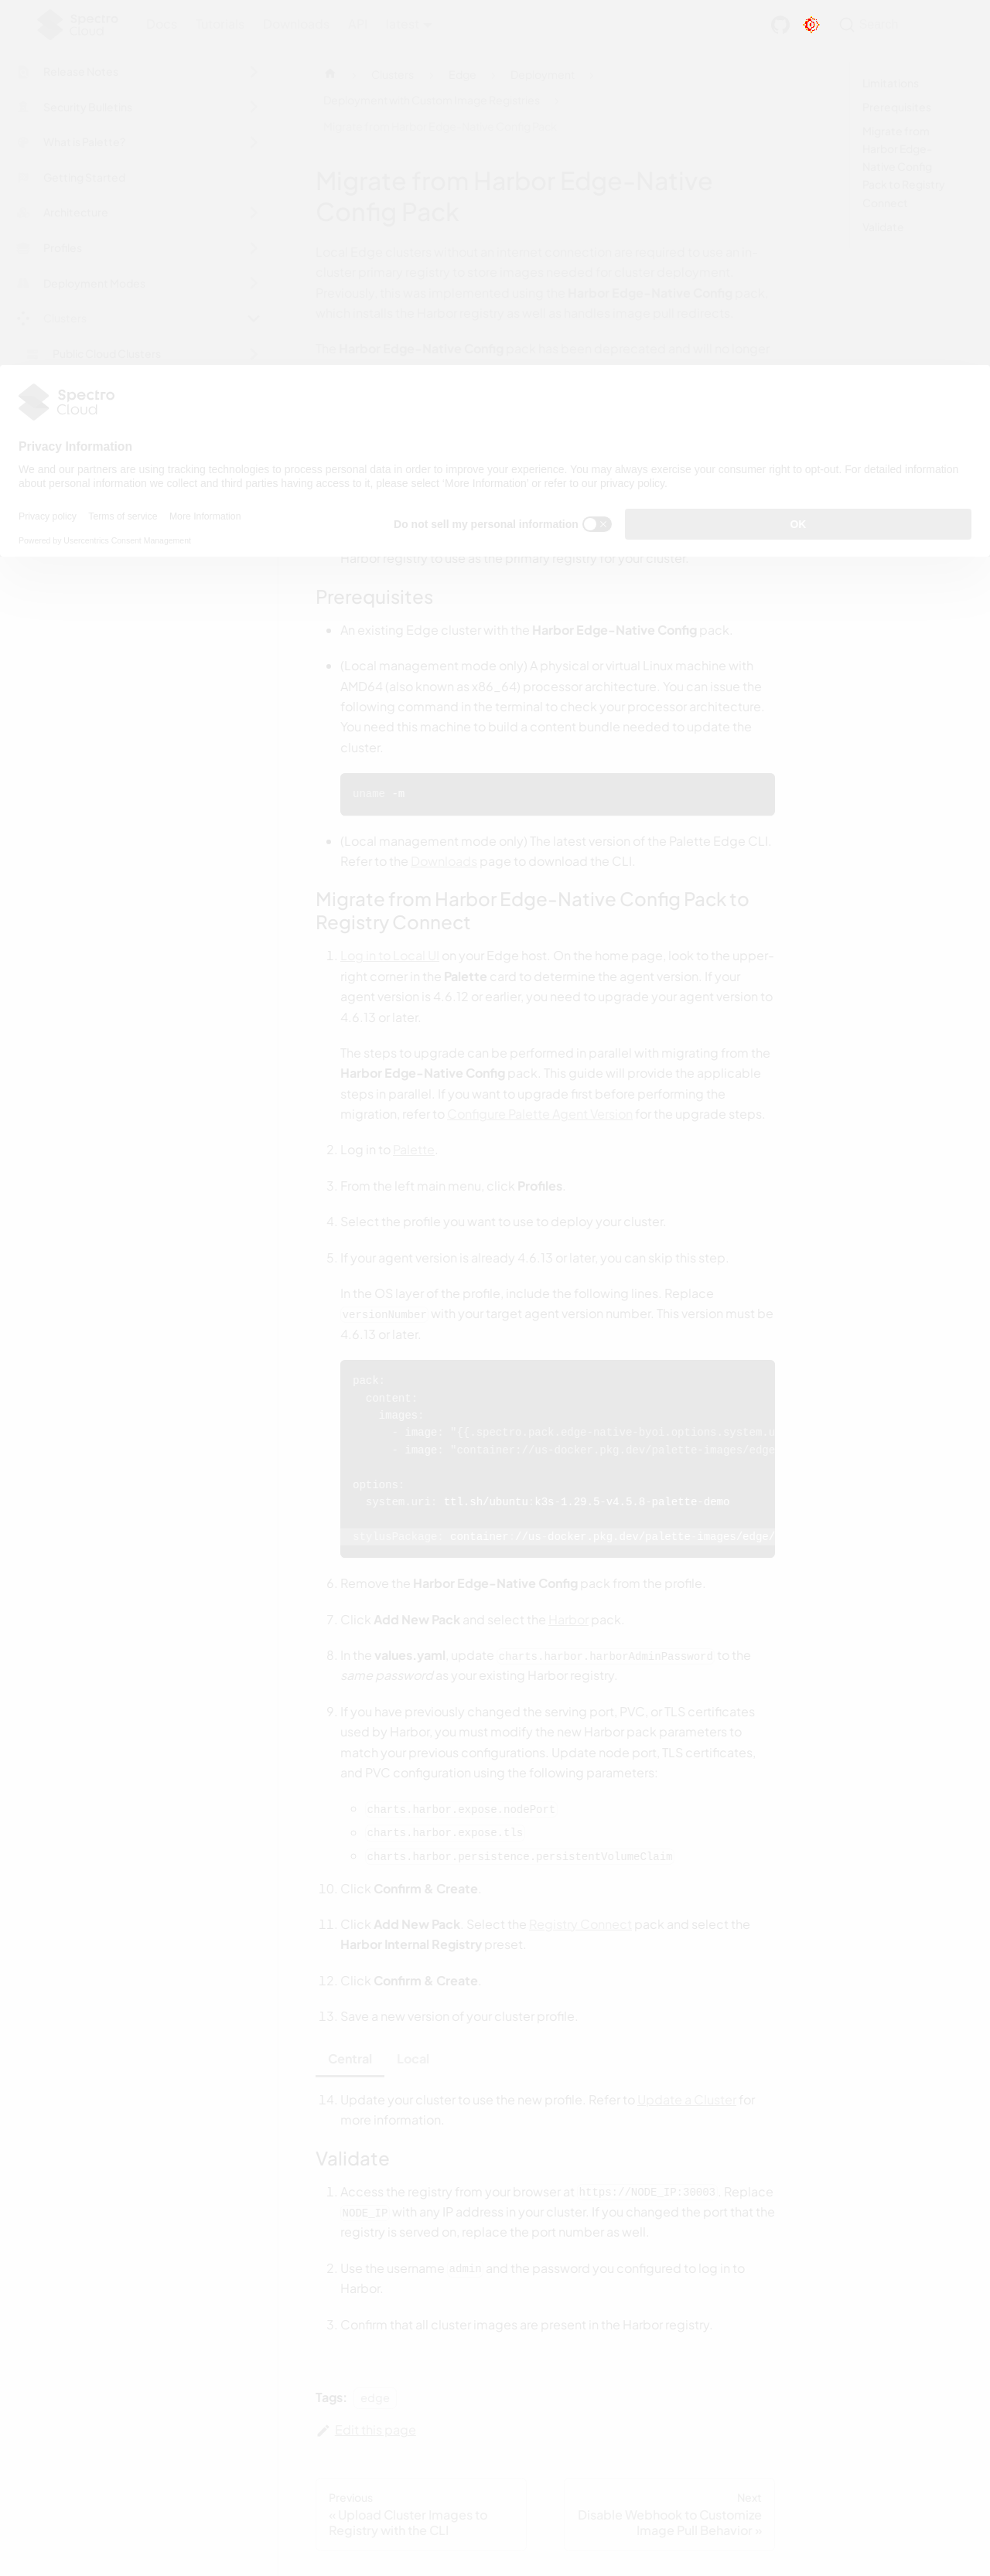 Spectro
Cloud
Docs
Tutorials
Downloads
API
latest
Search
Release Notes
Security Bulletins
What is Palette?
Getting Started
Architecture
Profiles
Deployment Modes
Clusters
Public Cloud Clusters
Clusters
Edge
Deployment
Deployment with Custom Image Registries
Migrate from Harbor Edge-Native
Config Pack
Local Edge clusters without an internet connection are required to use an in-
cluster primary registry to store images needed for cluster deployment.
Previously, this was implemented using the Harbor Edge-Native Config pack,
which installs the Harbor registry as well as handles image pull redirects.
The Harbor Edge-Native Config pack has been deprecated and will no longer
Limitations
Prerequisites
Migrate from
Harbor Edge-
Native Config
Pack to Registry
Connect
Validate
Spectro
Cloud
Privacy Information
We and our partners are using tracking technologies to process personal data in order to improve your experience. You may always exercise your consumer right to opt-out. For detailed information
about personal information we collect and third parties having access to it, please select 'More Information' or refer to our privacy policy.
Privacy policy
Terms of service
More Information
Powered by Usercentrics Consent Management
Do not sell my personal information
OK
Harbor registry to use as the primary registry for your cluster.
Prerequisites
An existing Edge cluster with the Harbor Edge-Native Config pack.
(Local management mode only) A physical or virtual Linux machine with
AMD64 (also known as x86_64) processor architecture. You can issue the
following command in the terminal to check your processor architecture.
You need this machine to build a content bundle needed to update the
cluster.
uname -m
(Local management mode only) The latest version of the Palette Edge CLI.
Refer to the Downloads page to download the CLI.
Migrate from Harbor Edge-Native Config Pack to
Registry Connect
1. Log in to Local UI on your Edge host. On the home page, look to the upper-
right corner in the Palette card to determine the agent version. If your
agent version is 4.6.12 or earlier, you need to upgrade your agent version to
4.6.13 or later.
The steps to upgrade can be performed in parallel with migrating from the
Harbor Edge-Native Config pack. This guide will provide the applicable
steps in parallel. If you want to upgrade first before performing the
migration, refer to Configure Palette Agent Version for the upgrade steps.
2. Log in to Palette.
3. From the left main menu, click Profiles.
4. Select the profile you want to use to deploy your cluster.
5. If your agent version is already 4.6.13 or later, you can skip this step.
In the OS layer of the profile, include the following lines. Replace
versionNumber with your target agent version number. This version must be
4.6.13 or later.
pack:
content:
images:
- image: "{{.spectro.pack.edge-native-byoi.options.system.u
- image: "container://us-docker.pkg.dev/palette-images/edge
options:
system.uri: ttl.sh/ubuntu:k3s-1.29.5-v4.5.8-palette-demo
stylusPackage: container://us-docker.pkg.dev/palette-images/edge/
6. Remove the Harbor Edge-Native Config pack from the profile.
7. Click Add New Pack and select the Harbor pack.
8. In the values.yaml, update charts.harbor.harborAdminPassword to the
same password as your existing Harbor registry.
9. If you have previously changed the serving port, PVC, or TLS certificates
used by Harbor, you must modify the new Harbor pack parameters to
match your previous configurations. Update node port, TLS certificates,
and PVC configuration using the following parameters:
charts.harbor.expose.nodePort
charts.harbor.expose.tls
charts.harbor.persistence.persistentVolumeClaim
10. Click Confirm & Create.
11. Click Add New Pack. Select the Registry Connect pack and select the
Harbor Internal Registry preset.
12. Click Confirm & Create.
13. Save a new version of your cluster profile.
Central
Local
14. Update your cluster to use the new profile. Refer to Update a Cluster for
more information.
Validate
1. Access the registry from your browser at https://NODE_IP:30003. Replace
NODE_IP with any IP address in your cluster. If you changed the port that the
registry is served on, replace the port number as well.
2. Use the username admin and the password you configured to log in to
Harbor.
3. Confirm that all cluster images are present in the Harbor registry.
Tags: edge
Edit this page
Previous
« Upload Cluster Images to
Registry with the CLI
Next
Disable Webhook to Customize
Image Pull Behavior »